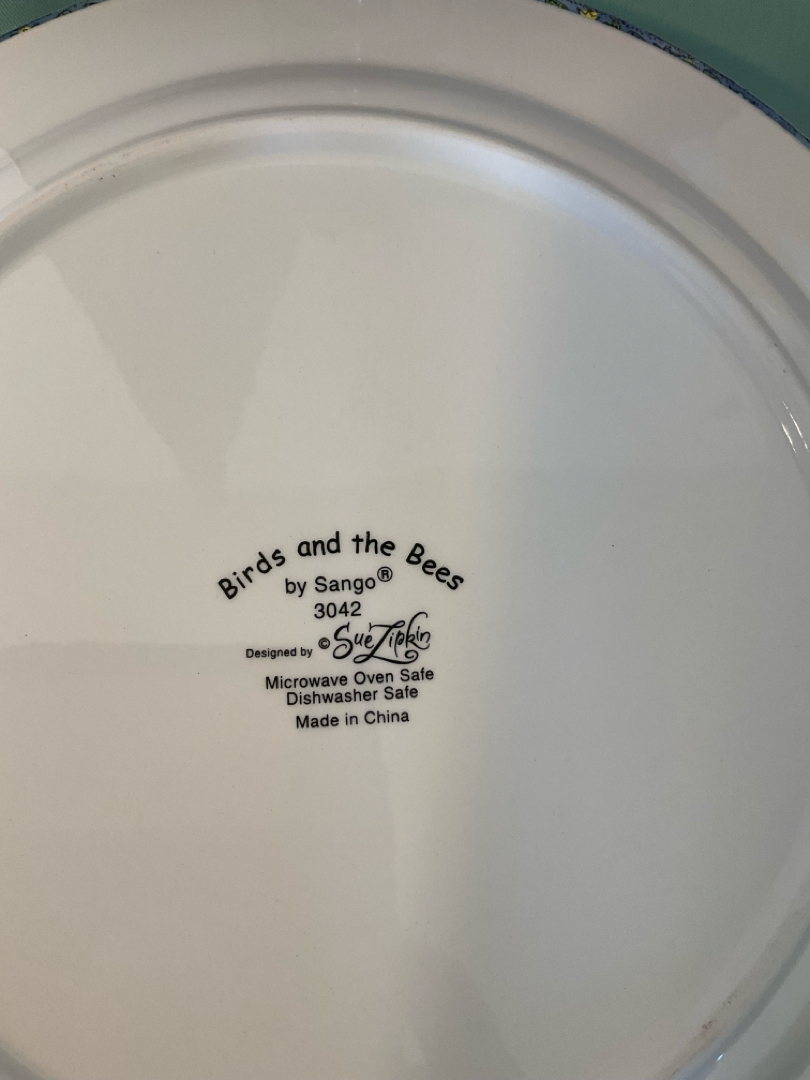 Birds and the Bees
by Sango®
3042
Designed by © Sue Zipkin
Microwave Oven Safe
Dishwasher Safe
Made in China